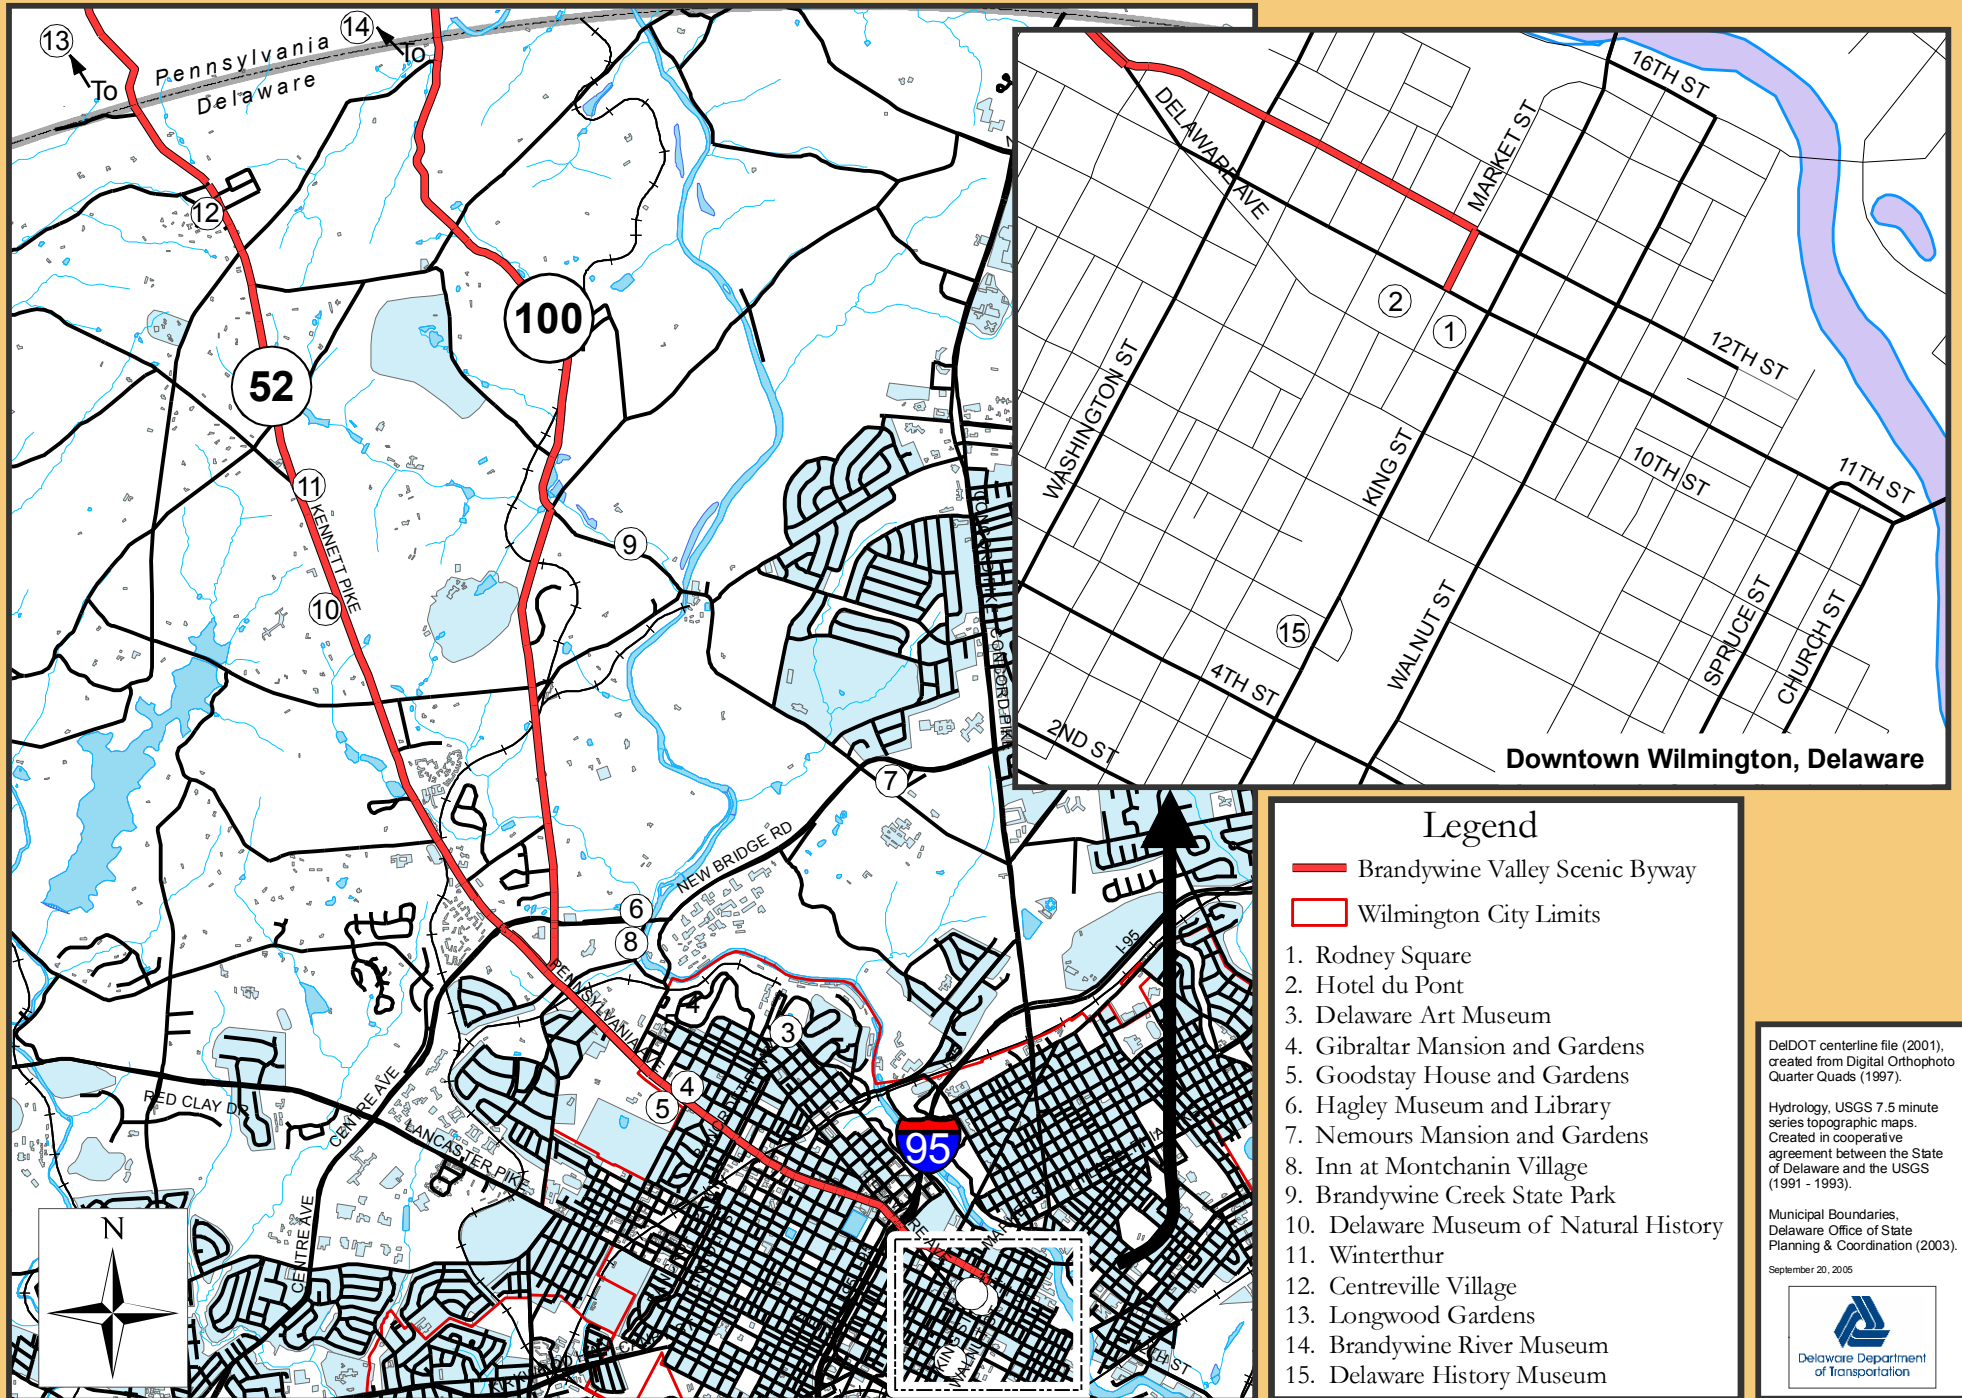 13
To
Pennsylvania
Delaware
14
To
12
52
100
11
KENNETT PIKE
10
9
CONCORD PIKE
CONCORD PIKE
7
NEW BRIDGE RD
6
8
PENNSYLVANIA AVE
I-95
3
4
5
95
RED CLAY DR
CENTRE AVE
LANCASTER PIKE
CENTRE AVE
N
KING ST
WALNUT ST
DELAWARE AVE
16TH ST
MARKET ST
2
1
12TH ST
WASHINGTON ST
KING ST
10TH ST
11TH ST
15
WALNUT ST
SPRUCE ST
CHURCH ST
4TH ST
2ND ST
Downtown Wilmington, Delaware
Legend
Brandywine Valley Scenic Byway
Wilmington City Limits
1. Rodney Square
2. Hotel du Pont
3. Delaware Art Museum
4. Gibraltar Mansion and Gardens
5. Goodstay House and Gardens
6. Hagley Museum and Library
7. Nemours Mansion and Gardens
8. Inn at Montchanin Village
9. Brandywine Creek State Park
10. Delaware Museum of Natural History
11. Winterthur
12. Centreville Village
13. Longwood Gardens
14. Brandywine River Museum
15. Delaware History Museum
DelDOT centerline file (2001),
created from Digital Orthophoto
Quarter Quads (1997).
Hydrology, USGS 7.5 minute
series topographic maps.
Created in cooperative
agreement between the State
of Delaware and the USGS
(1991 - 1993).
Municipal Boundaries,
Delaware Office of State
Planning & Coordination (2003).
September 20, 2005
Delaware Department
of Transportation